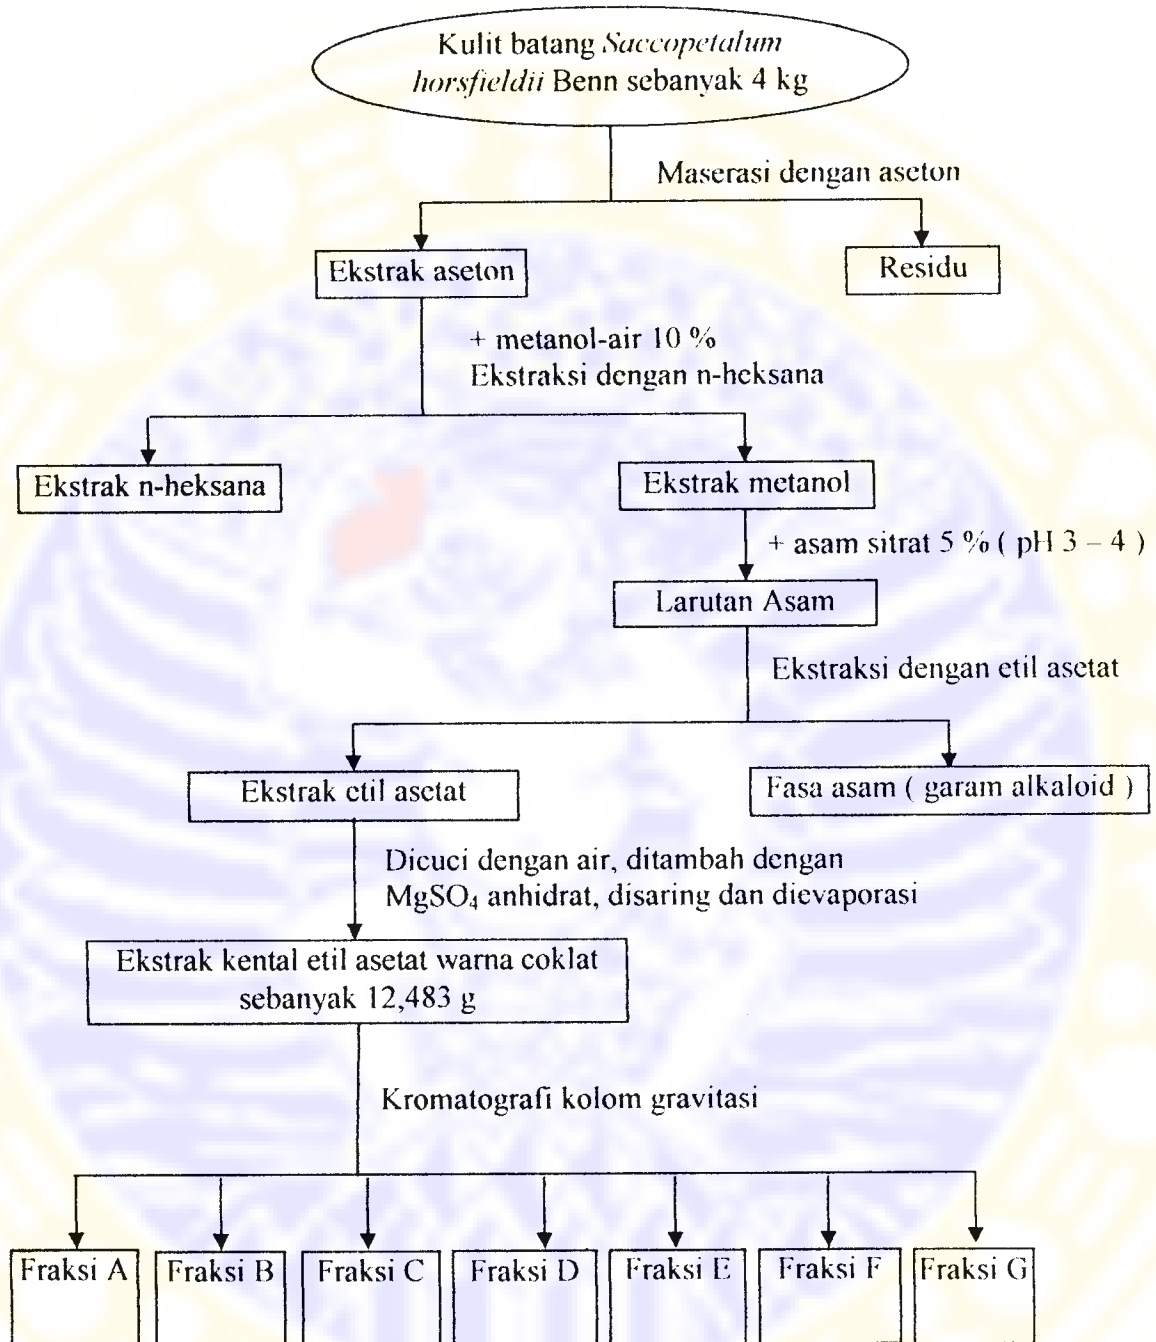 Kulit batang Saccopetalum
horsfieldii Benn sebanyak 4 kg
Maserasi dengan aseton
Ekstrak aseton
Residu
+ metanol-air 10 %
Ekstraksi dengan n-heksana
Ekstrak n-heksana
Ekstrak metanol
+ asam sitrat 5 % ( pH 3 – 4 )
Larutan Asam
Ekstraksi dengan etil asetat
Ekstrak etil asetat
Fasa asam ( garam alkaloid )
Dicuci dengan air, ditambah dengan
MgSO₄ anhidrat, disaring dan dievaporasi
Ekstrak kental etil asetat warna coklat
sebanyak 12,483 g
Kromatografi kolom gravitasi
Fraksi A
Fraksi B
Fraksi C
Fraksi D
Fraksi E
Fraksi F
Fraksi G